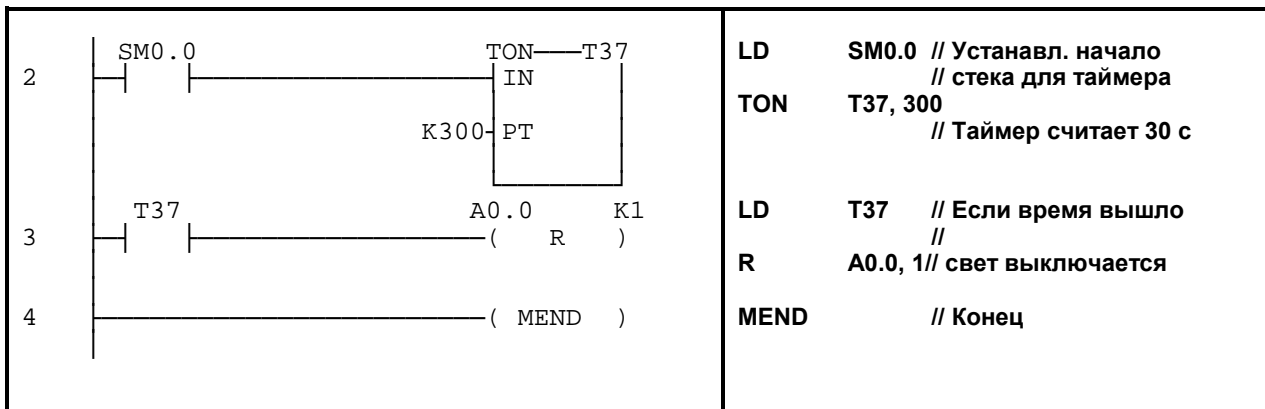 SM0.0 TON T37
2 IN
K300 PT
T37 A0.0 K1
3 ( R )
4 ( MEND )
LD SM0.0 // Устанавл. начало
// стека для таймера
TON T37, 300
// Таймер считает 30 с
LD T37 // Если время вышло
//
R A0.0, 1// свет выключается
MEND // Конец